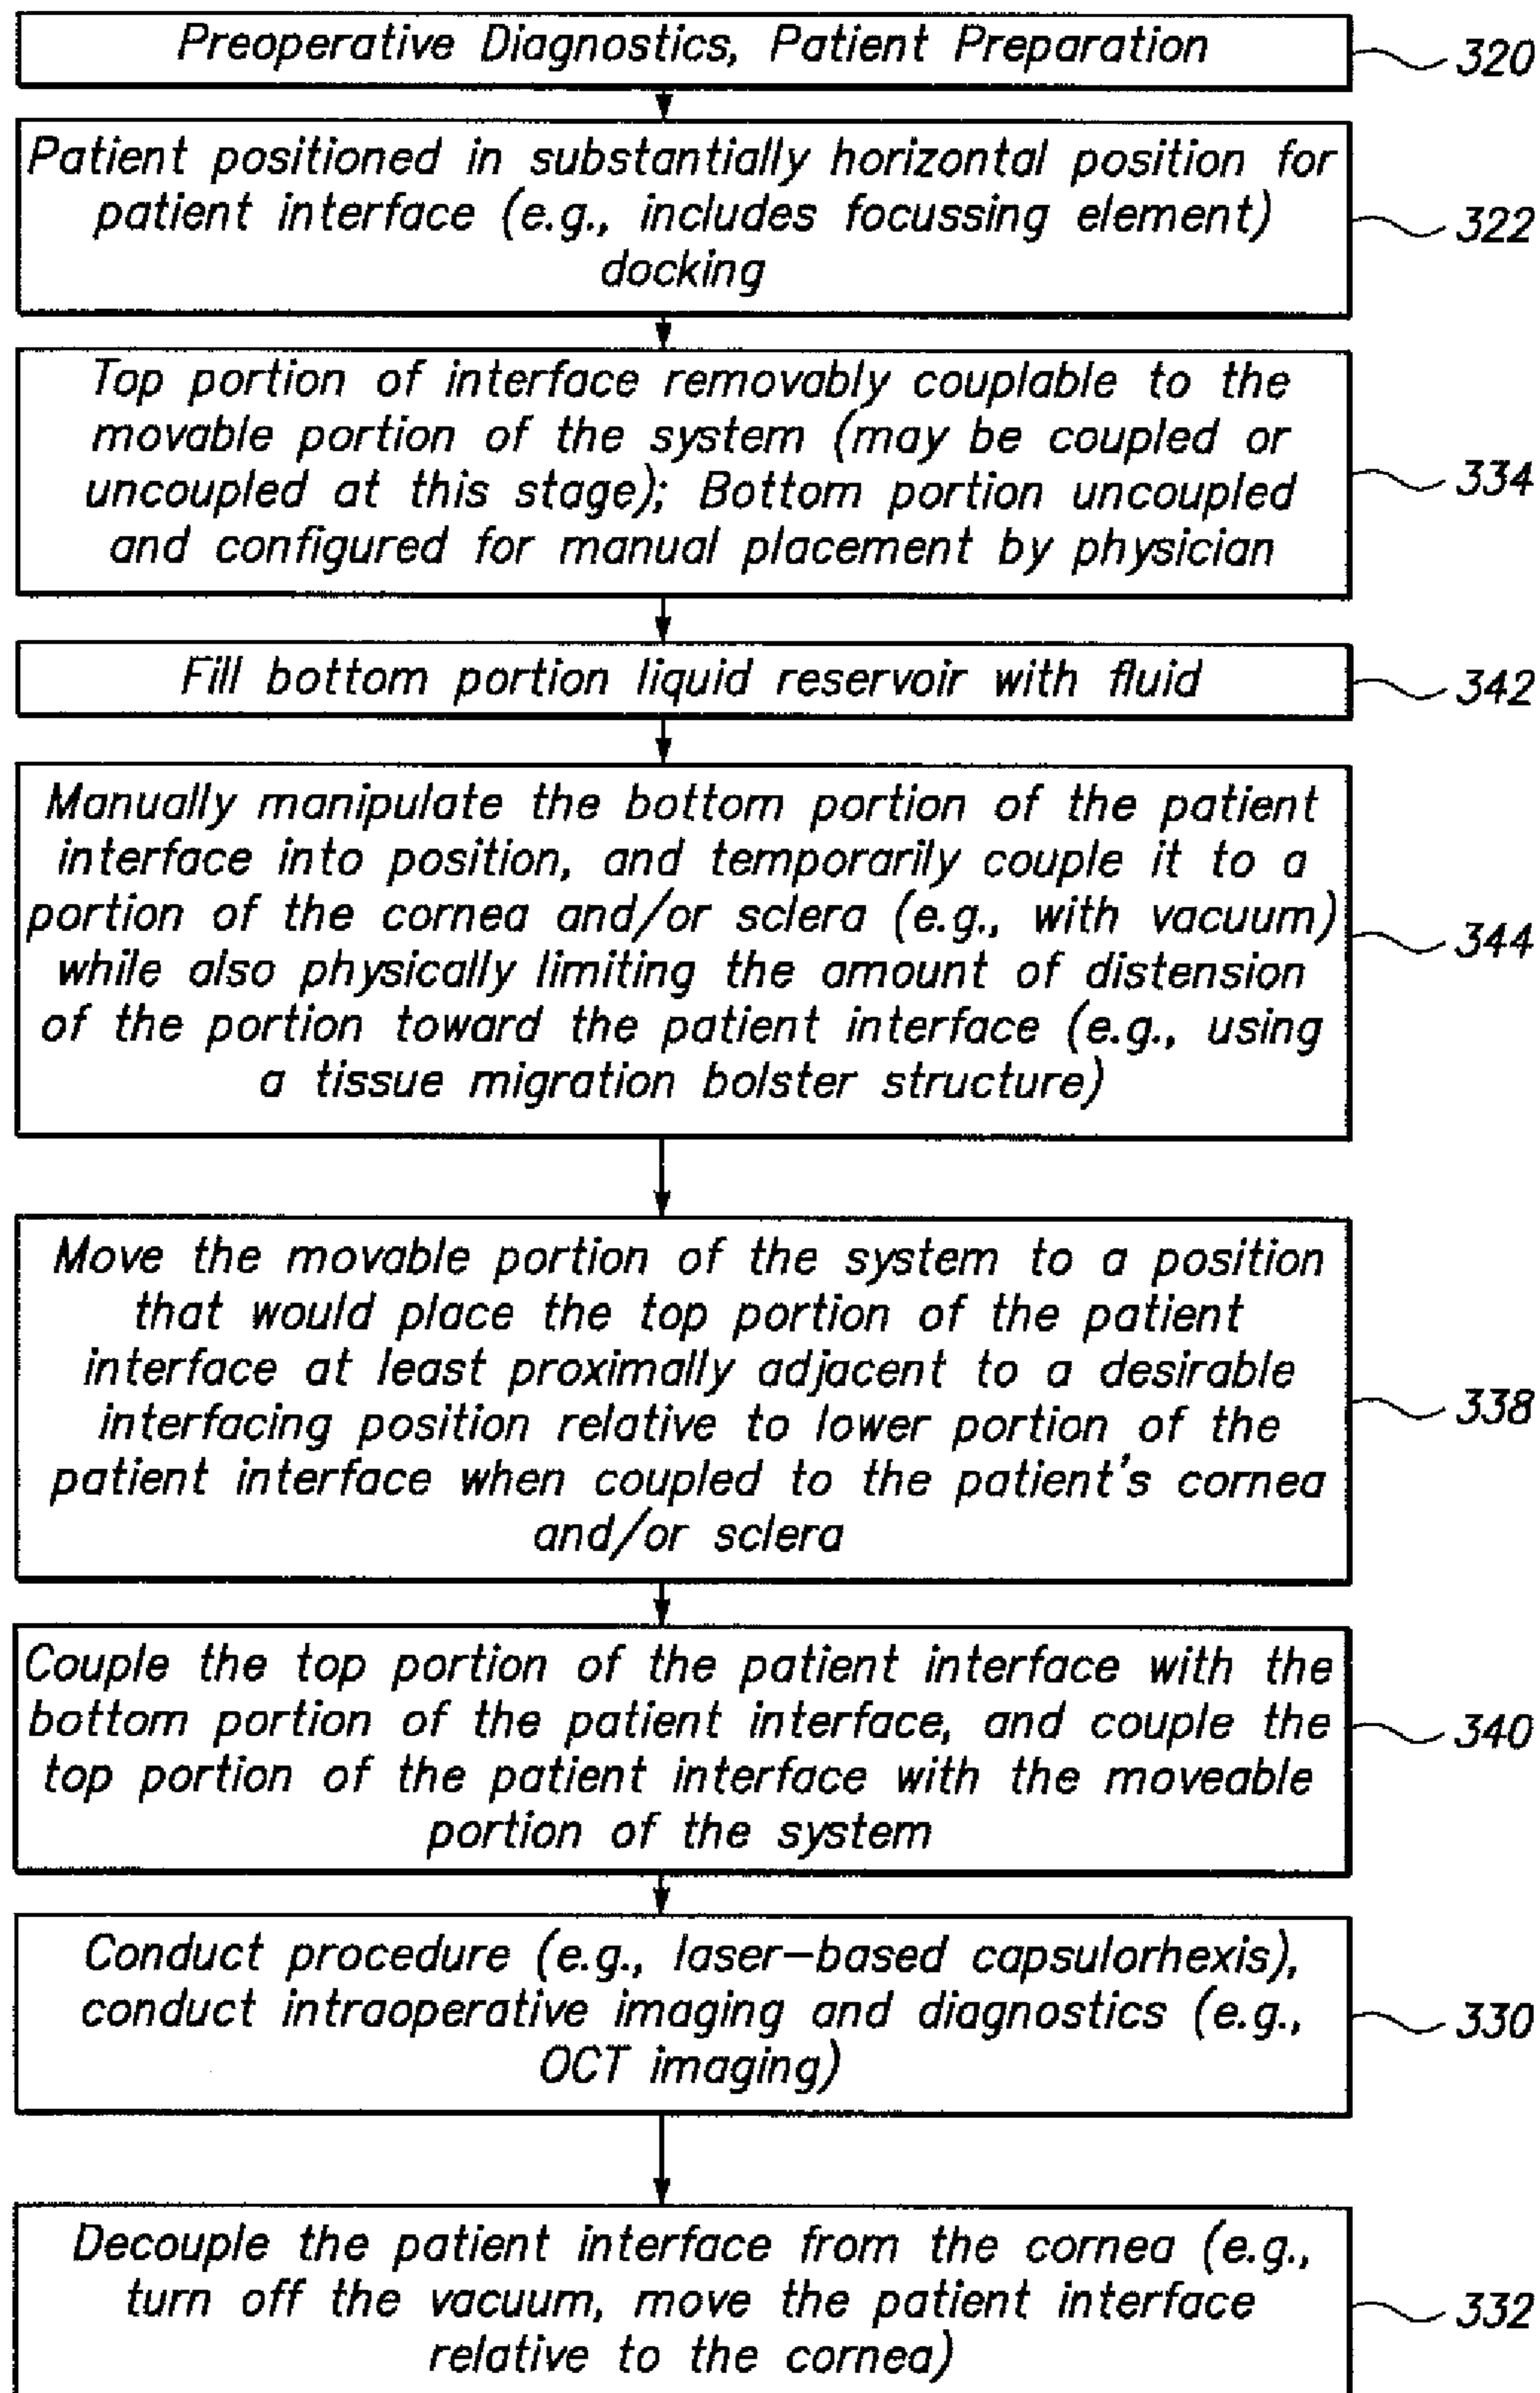 Preoperative Diagnostics, Patient Preparation
320
Patient positioned in substantially horizontal position for
patient interface (e.g., includes focussing element)
docking
322
Top portion of interface removably couplable to the
movable portion of the system (may be coupled or
uncoupled at this stage); Bottom portion uncoupled
and configured for manual placement by physician
334
Fill bottom portion liquid reservoir with fluid
342
Manually manipulate the bottom portion of the patient
interface into position, and temporarily couple it to a
portion of the cornea and/or sclera (e.g., with vacuum)
while also physically limiting the amount of distension
of the portion toward the patient interface (e.g., using
a tissue migration bolster structure)
344
Move the movable portion of the system to a position
that would place the top portion of the patient
interface at least proximally adjacent to a desirable
interfacing position relative to lower portion of the
patient interface when coupled to the patient's cornea
and/or sclera
338
Couple the top portion of the patient interface with the
bottom portion of the patient interface, and couple the
top portion of the patient interface with the moveable
portion of the system
340
Conduct procedure (e.g., laser-based capsulorhexis),
conduct intraoperative imaging and diagnostics (e.g.,
OCT imaging)
330
Decouple the patient interface from the cornea (e.g.,
turn off the vacuum, move the patient interface
relative to the cornea)
332